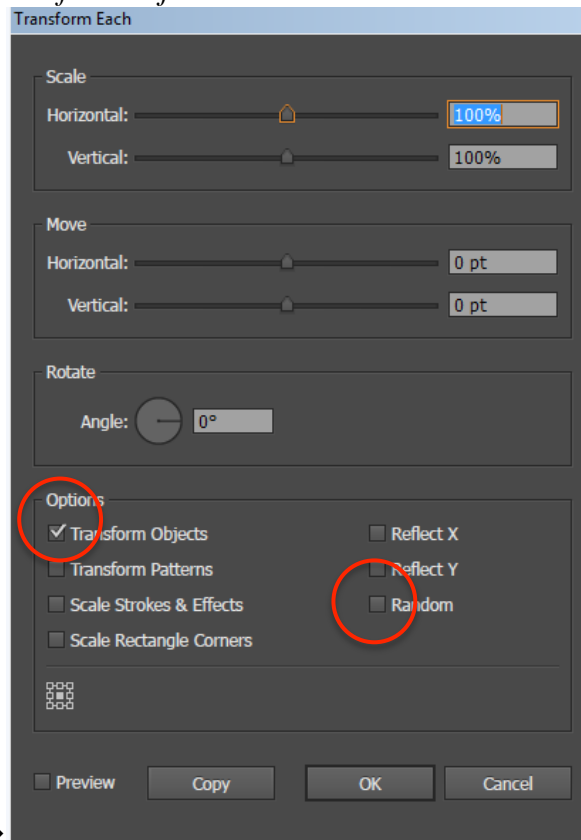 Transform Each
Scale
Horizontal: 100%
Vertical: 100%
Move
Horizontal: 0 pt
Vertical: 0 pt
Rotate
Angle: 0°
Options
Transform Objects Reflect X
Transform Patterns Reflect Y
Scale Strokes & Effects Random
Scale Rectangle Corners
Preview Copy OK Cancel